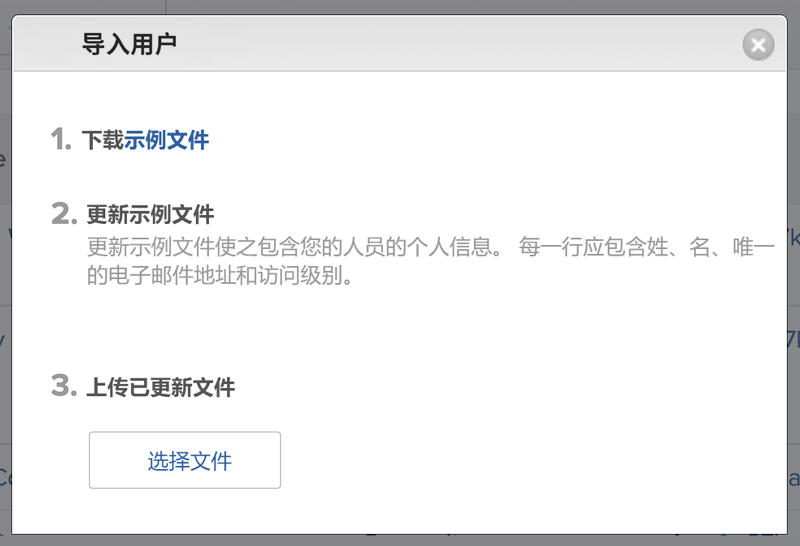 导入用户
1. 下载示例文件
2. 更新示例文件
更新示例文件使之包含您的人员的个人信息。 每一行应包含姓、名、唯一
的电子邮件地址和访问级别。
3. 上传已更新文件
选择文件